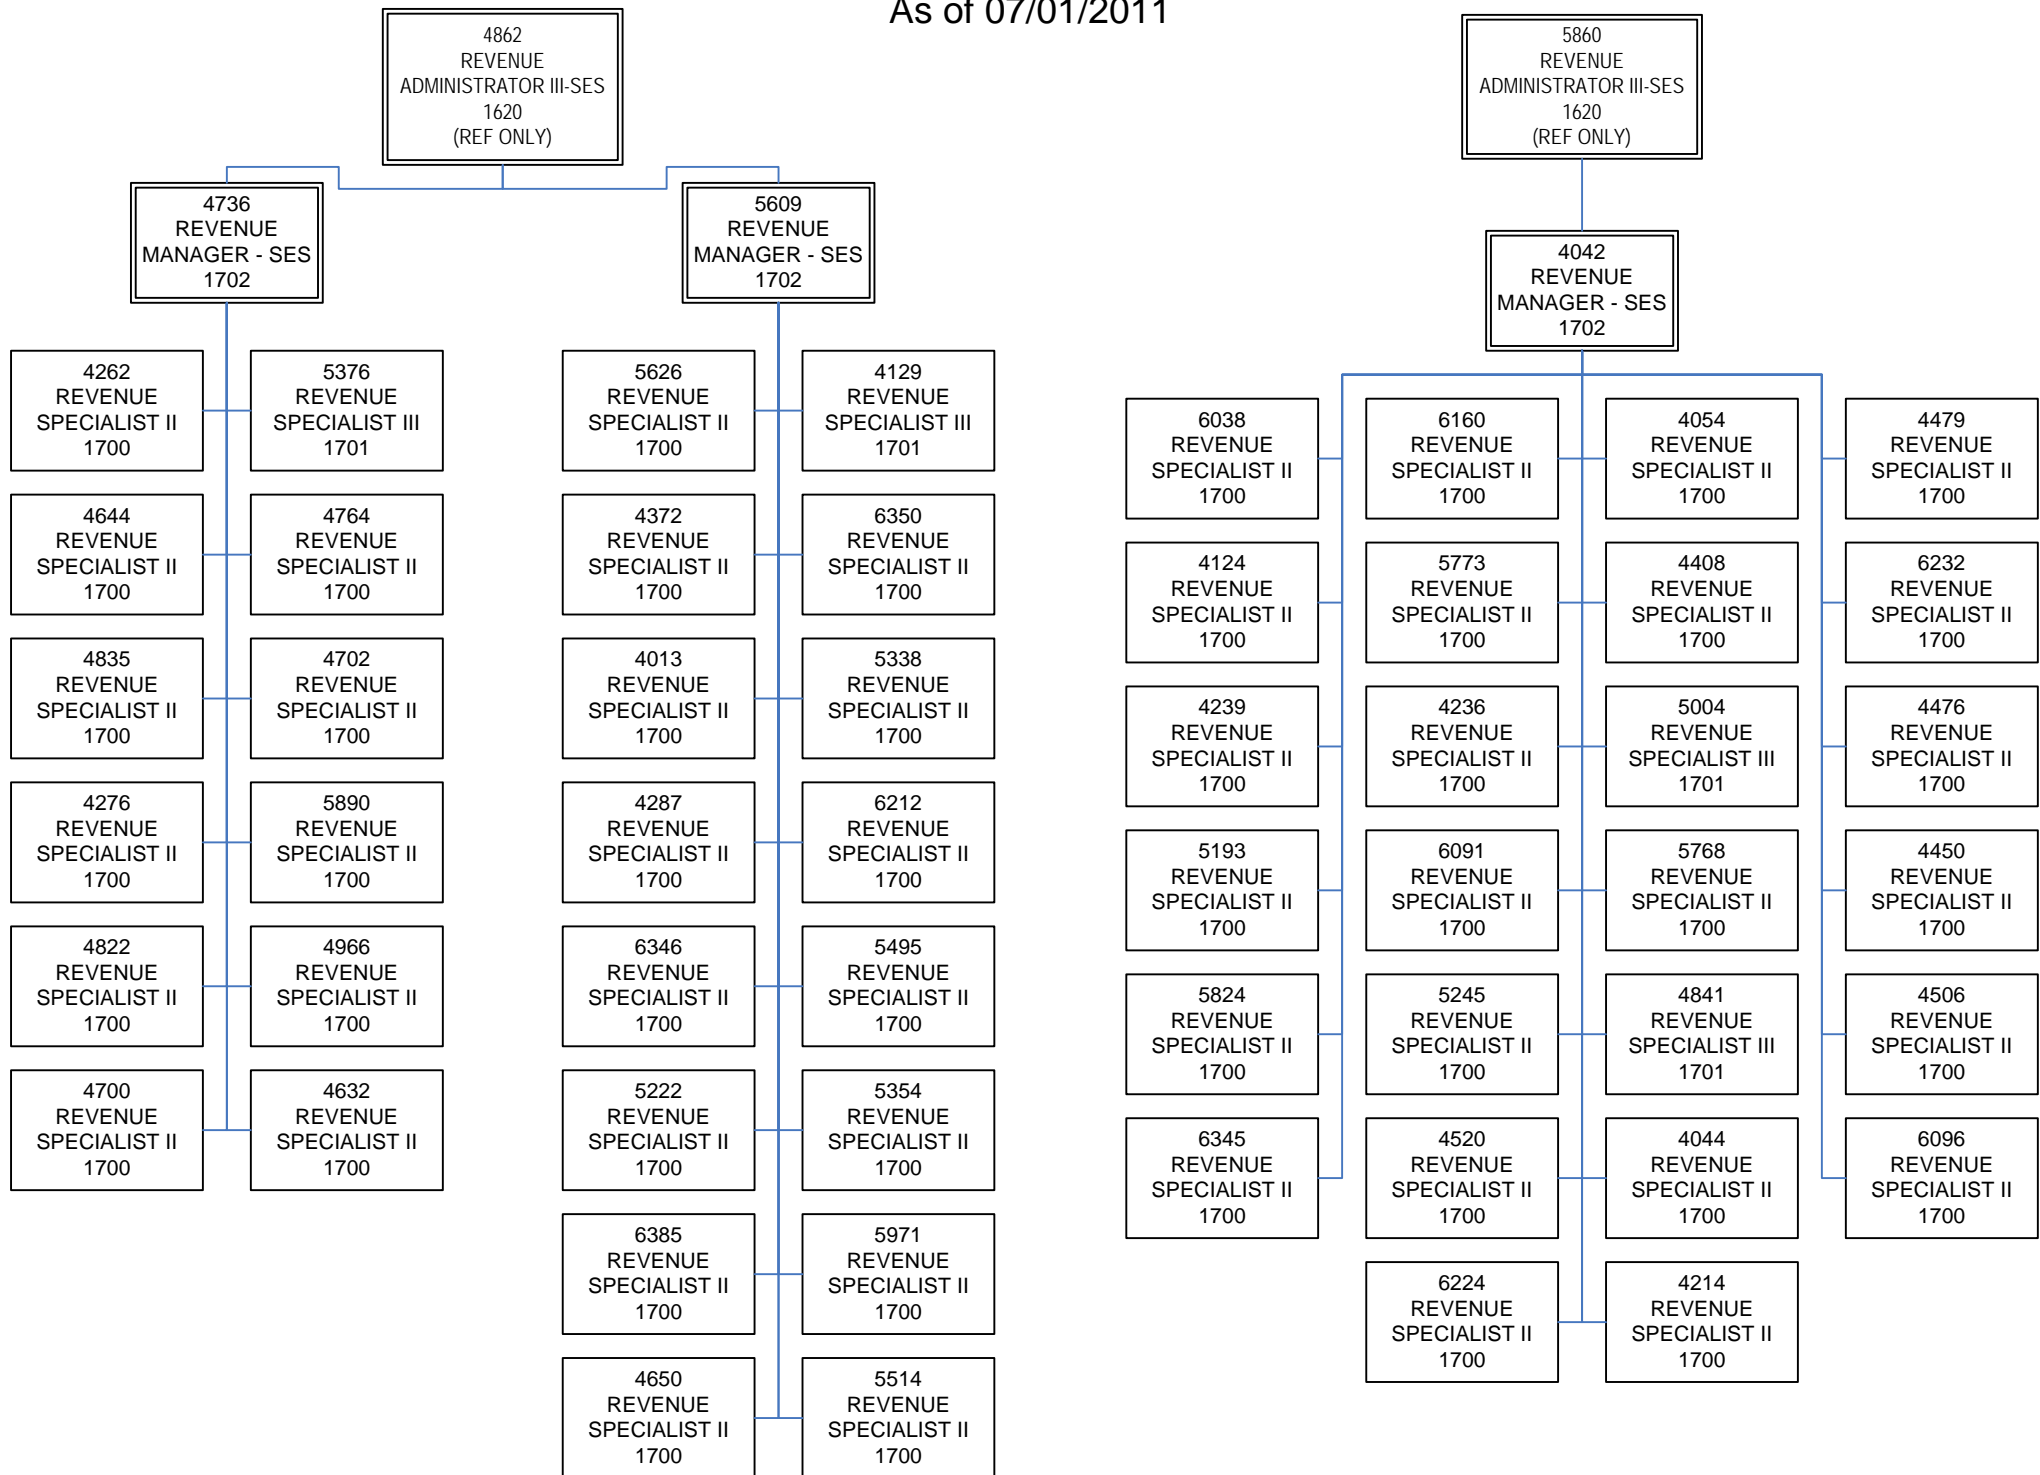 As of 07/01/2011
4862
REVENUE
ADMINISTRATOR III-SES
1620
(REF ONLY)
4736
REVENUE
MANAGER - SES
1702
5609
REVENUE
MANAGER - SES
1702
4262
REVENUE
SPECIALIST II
1700
5376
REVENUE
SPECIALIST III
1701
4644
REVENUE
SPECIALIST II
1700
4764
REVENUE
SPECIALIST II
1700
4835
REVENUE
SPECIALIST II
1700
4702
REVENUE
SPECIALIST II
1700
4276
REVENUE
SPECIALIST II
1700
5890
REVENUE
SPECIALIST II
1700
4822
REVENUE
SPECIALIST II
1700
4966
REVENUE
SPECIALIST II
1700
4700
REVENUE
SPECIALIST II
1700
4632
REVENUE
SPECIALIST II
1700
5626
REVENUE
SPECIALIST II
1700
4129
REVENUE
SPECIALIST III
1701
4372
REVENUE
SPECIALIST II
1700
6350
REVENUE
SPECIALIST II
1700
4013
REVENUE
SPECIALIST II
1700
5338
REVENUE
SPECIALIST II
1700
4287
REVENUE
SPECIALIST II
1700
6212
REVENUE
SPECIALIST II
1700
6346
REVENUE
SPECIALIST II
1700
5495
REVENUE
SPECIALIST II
1700
5222
REVENUE
SPECIALIST II
1700
5354
REVENUE
SPECIALIST II
1700
6385
REVENUE
SPECIALIST II
1700
5971
REVENUE
SPECIALIST II
1700
4650
REVENUE
SPECIALIST II
1700
5514
REVENUE
SPECIALIST II
1700
5860
REVENUE
ADMINISTRATOR III-SES
1620
(REF ONLY)
4042
REVENUE
MANAGER - SES
1702
6038
REVENUE
SPECIALIST II
1700
6160
REVENUE
SPECIALIST II
1700
4054
REVENUE
SPECIALIST II
1700
4479
REVENUE
SPECIALIST II
1700
4124
REVENUE
SPECIALIST II
1700
5773
REVENUE
SPECIALIST II
1700
4408
REVENUE
SPECIALIST II
1700
6232
REVENUE
SPECIALIST II
1700
4239
REVENUE
SPECIALIST II
1700
4236
REVENUE
SPECIALIST II
1700
5004
REVENUE
SPECIALIST III
1701
4476
REVENUE
SPECIALIST II
1700
5193
REVENUE
SPECIALIST II
1700
6091
REVENUE
SPECIALIST II
1700
5768
REVENUE
SPECIALIST II
1700
4450
REVENUE
SPECIALIST II
1700
5824
REVENUE
SPECIALIST II
1700
5245
REVENUE
SPECIALIST II
1700
4841
REVENUE
SPECIALIST III
1701
4506
REVENUE
SPECIALIST II
1700
6345
REVENUE
SPECIALIST II
1700
4520
REVENUE
SPECIALIST II
1700
4044
REVENUE
SPECIALIST II
1700
6096
REVENUE
SPECIALIST II
1700
6224
REVENUE
SPECIALIST II
1700
4214
REVENUE
SPECIALIST II
1700